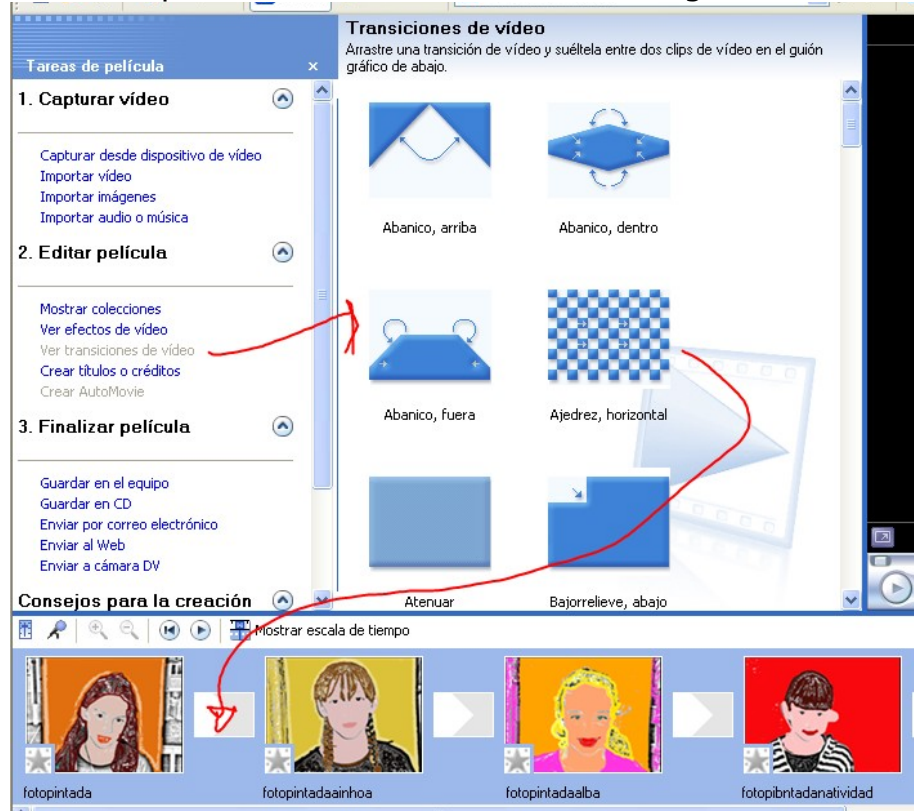 Transiciones de vídeo
Arrastre una transición de vídeo y suéltela entre dos clips de vídeo en el guión
gráfico de abajo.
Tareas de película
1. Capturar vídeo
Capturar desde dispositivo de vídeo
Importar vídeo
Importar imágenes
Importar audio o música
2. Editar película
Mostrar colecciones
Ver efectos de vídeo
Ver transiciones de vídeo
Crear títulos o créditos
Crear AutoMovie
3. Finalizar película
Guardar en el equipo
Guardar en CD
Enviar por correo electrónico
Enviar al Web
Enviar a cámara DV
Consejos para la creación
Abanico, arriba
Abanico, dentro
Abanico, fuera
Ajedrez, horizontal
Atenuar
Bajorrelieve, abajo
Mostrar escala de tiempo
fotopintada
fotopintadaainhoa
fotopintadaalba
fotopibntadanatividad